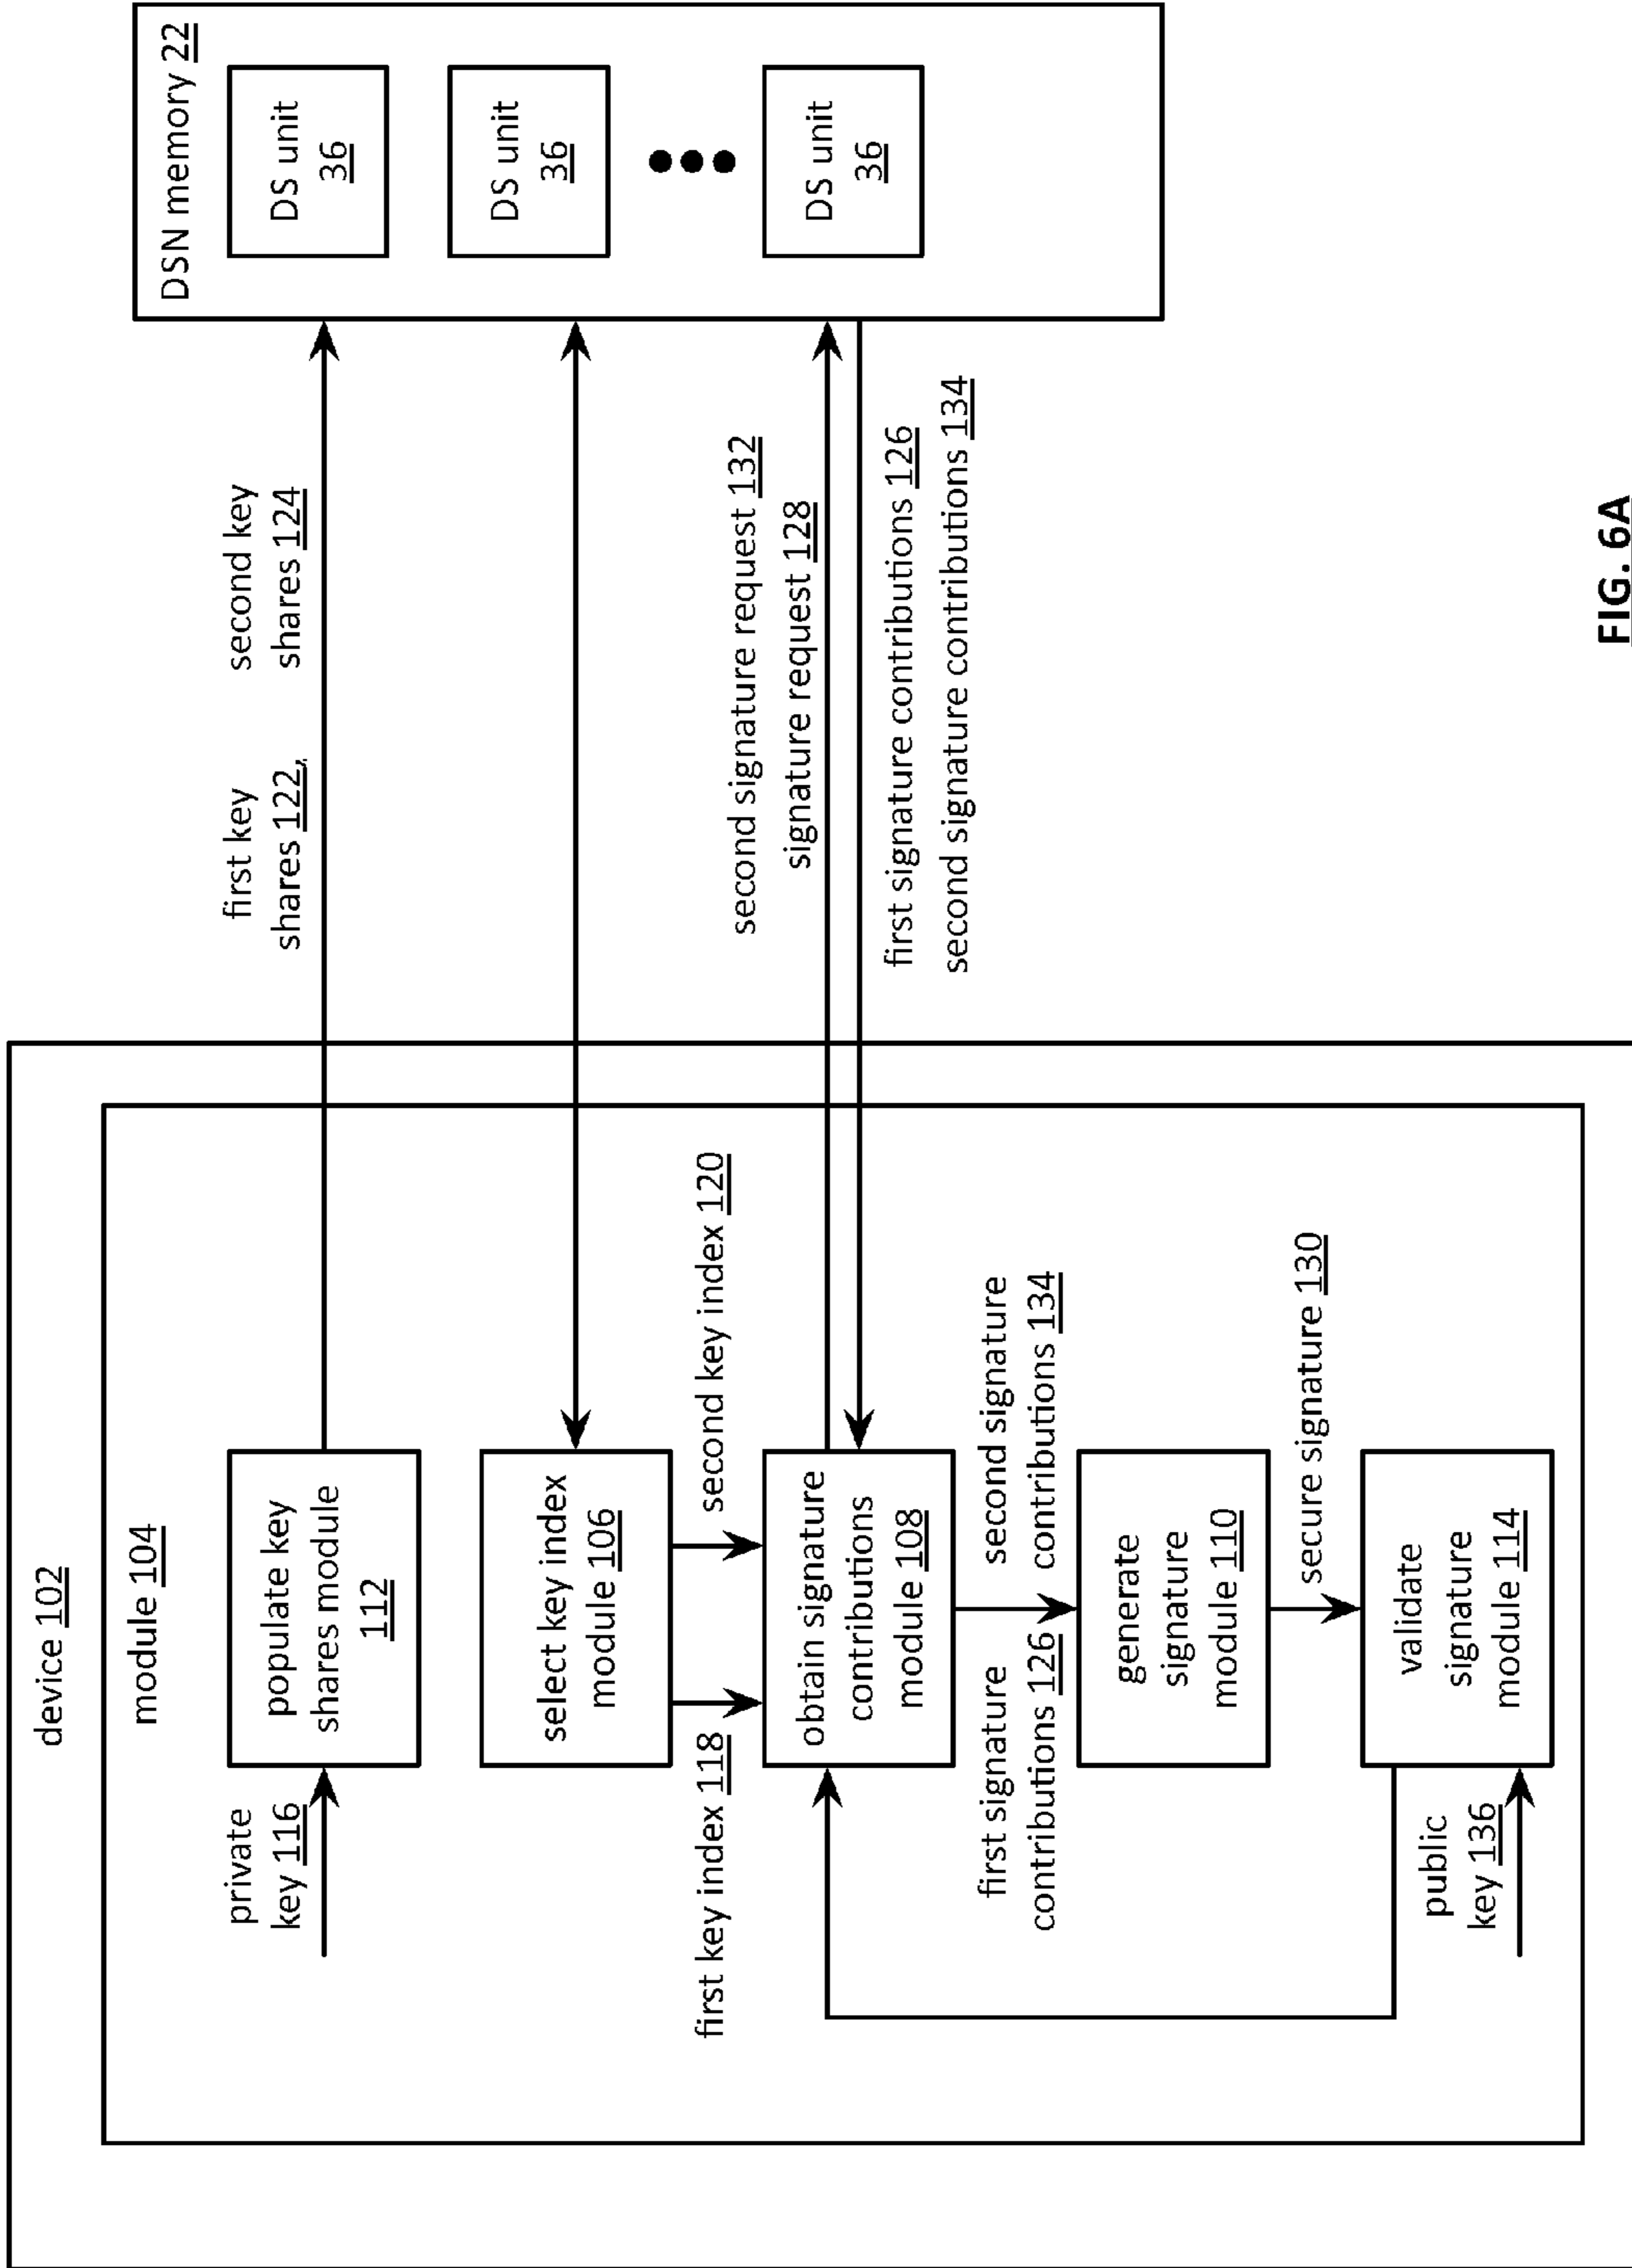 device 102
module 104
private
key 116
populate key
shares module
112
first key
shares 122,
second key
shares 124
DSN memory 22
DS unit
36
DS unit
36
DS unit
36
select key index
module 106
first key index 118
second key index 120
obtain signature
contributions
module 108
second signature request 132
signature request 128
first signature contributions 126
second signature contributions 134
first signature
contributions 126
second signature
contributions 134
generate
signature
module 110
secure signature 130
validate
signature
module 114
public
key 136
FIG. 6A